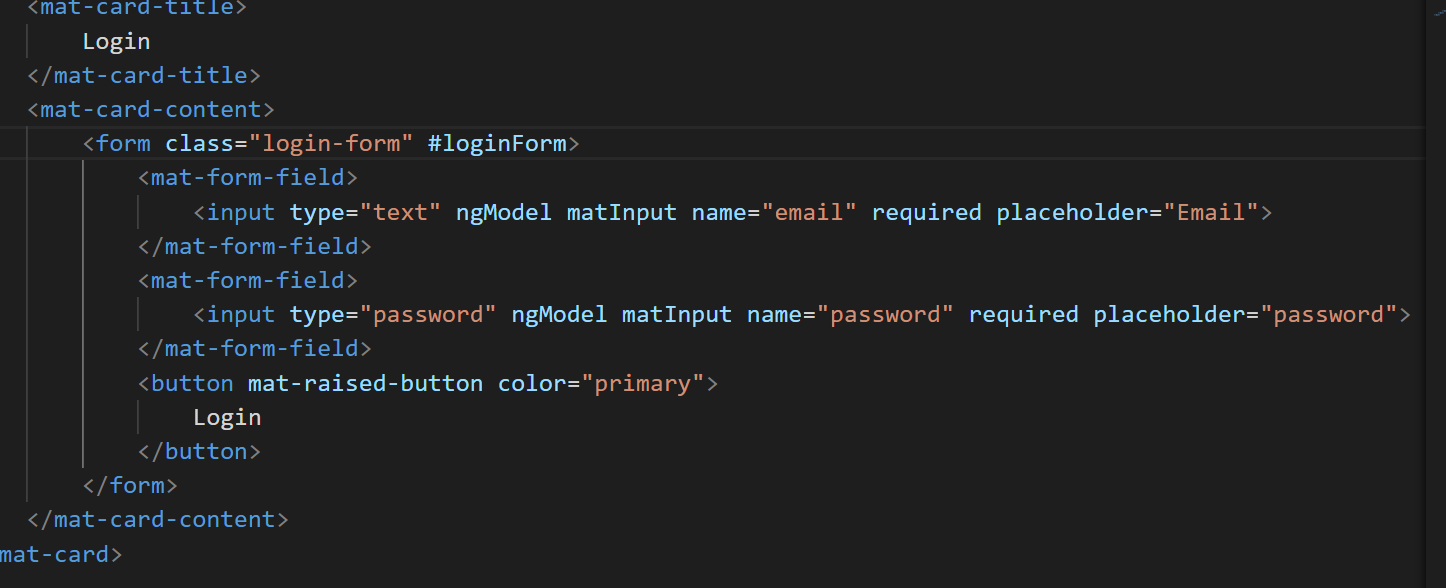 <mat-card-title>
Login
</mat-card-title>
<mat-card-content>
<form class="login-form" #loginForm>
<mat-form-field>
<input type="text" ngModel matInput name="email" required placeholder="Email">
</mat-form-field>
<mat-form-field>
<input type="password" ngModel matInput name="password" required placeholder="password">
</mat-form-field>
<button mat-raised-button color="primary">
Login
</button>
</form>
</mat-card-content>
mat-card>